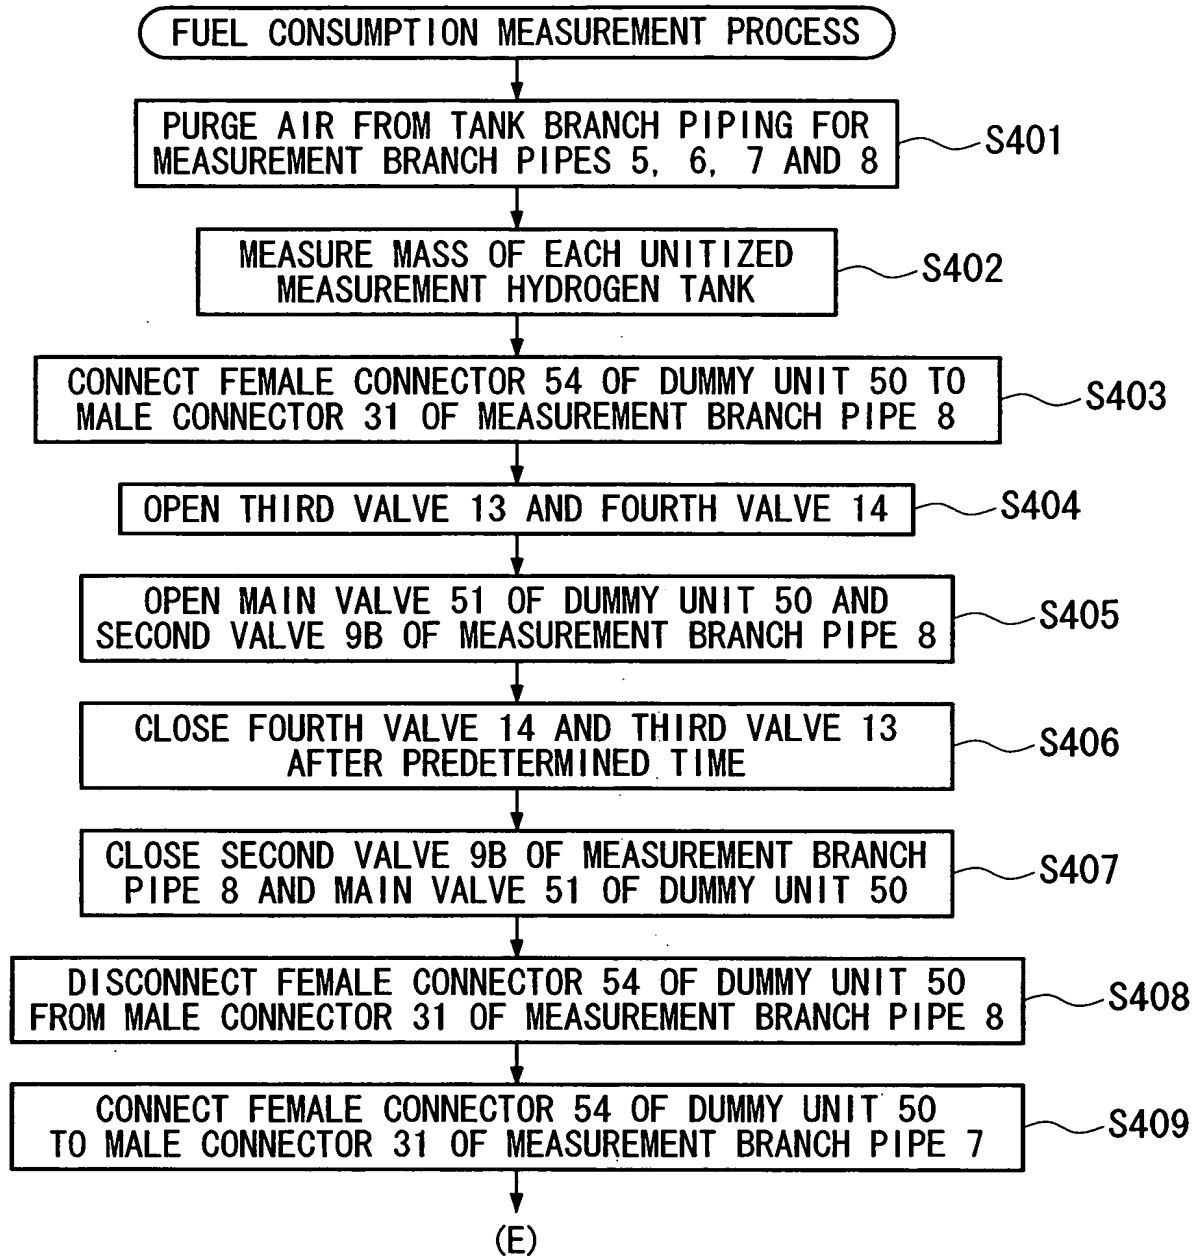 FUEL CONSUMPTION MEASUREMENT PROCESS
PURGE AIR FROM TANK BRANCH PIPING FOR
MEASUREMENT BRANCH PIPES 5, 6, 7 AND 8
S401
MEASURE MASS OF EACH UNITIZED
MEASUREMENT HYDROGEN TANK
S402
CONNECT FEMALE CONNECTOR 54 OF DUMMY UNIT 50 TO
MALE CONNECTOR 31 OF MEASUREMENT BRANCH PIPE 8
S403
OPEN THIRD VALVE 13 AND FOURTH VALVE 14
S404
OPEN MAIN VALVE 51 OF DUMMY UNIT 50 AND
SECOND VALVE 9B OF MEASUREMENT BRANCH PIPE 8
S405
CLOSE FOURTH VALVE 14 AND THIRD VALVE 13
AFTER PREDETERMINED TIME
S406
CLOSE SECOND VALVE 9B OF MEASUREMENT BRANCH
PIPE 8 AND MAIN VALVE 51 OF DUMMY UNIT 50
S407
DISCONNECT FEMALE CONNECTOR 54 OF DUMMY UNIT 50
FROM MALE CONNECTOR 31 OF MEASUREMENT BRANCH PIPE 8
S408
CONNECT FEMALE CONNECTOR 54 OF DUMMY UNIT 50
TO MALE CONNECTOR 31 OF MEASUREMENT BRANCH PIPE 7
S409
(E)